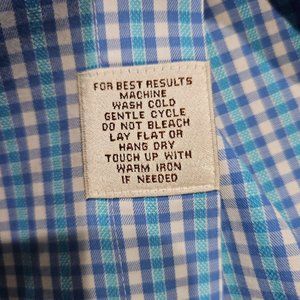 FOR BEST RESULTS
MACHINE
WASH COLD
GENTLE CYCLE
DO NOT BLEACH
LAY FLAT OR
HANG DRY
TOUCH UP WITH
WARM IRON
IF NEEDED